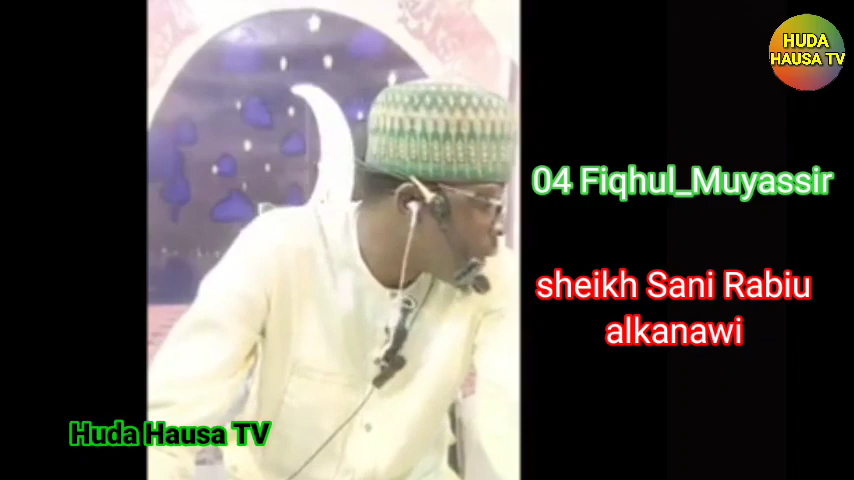 HUDA
HAUSA TV
04 Fiqhul_Muyassir
sheikh Sani Rabiu
alkanawi
Huda Hausa TV